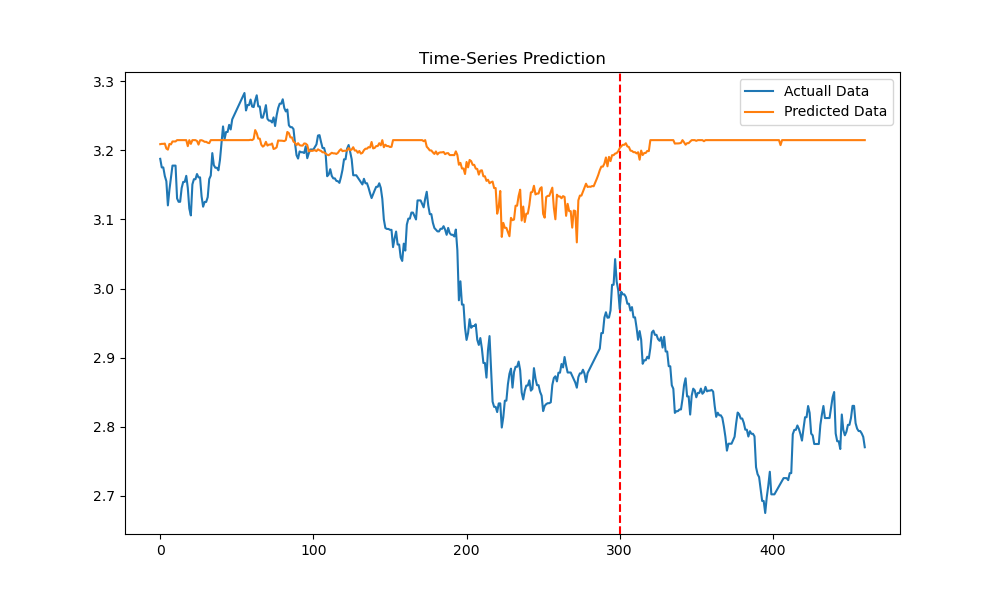 Time-Series Prediction
Actuall Data
Predicted Data
3.3
3.2
3.1
3.0
2.9
2.8
2.7
0 100 200 300 400